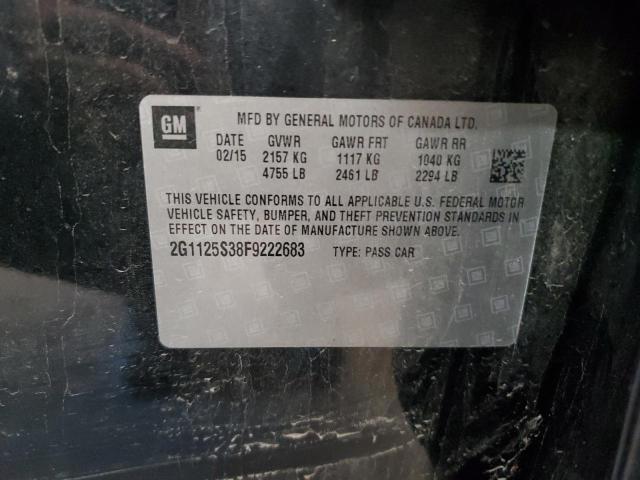 GM
MFD BY GENERAL MOTORS OF CANADA LTD.
DATE GVWR GAWR FRT GAWR RR
02/15 2157 KG 1117 KG 1040 KG
4755 LB 2461 LB 2294 LB
THIS VEHICLE CONFORMS TO ALL APPLICABLE U.S. FEDERAL MOTOR
VEHICLE SAFETY, BUMPER, AND THEFT PREVENTION STANDARDS IN
EFFECT ON THE DATE OF MANUFACTURE SHOWN ABOVE.
2G1125S38F9222683 TYPE: PASS CAR